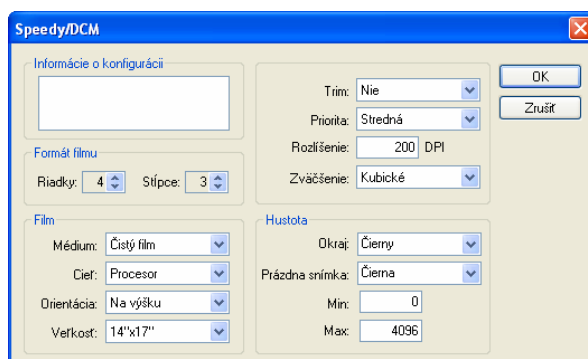 Speedy/DCM
Informácie o konfigurácii
Formát filmu
Riadky: 4 Stĺpce: 3
Film
Médium: Čistý film
Cieľ: Procesor
Orientácia: Na výšku
Veľkosť: 14"x17"
Trim: Nie
Priorita: Stredná
Rozlíšenie: 200 DPI
Zväčšenie: Kubické
Hustota
Okraj: Čierny
Prázdna snímka: Čierna
Min: 0
Max: 4096
OK
Zrušiť